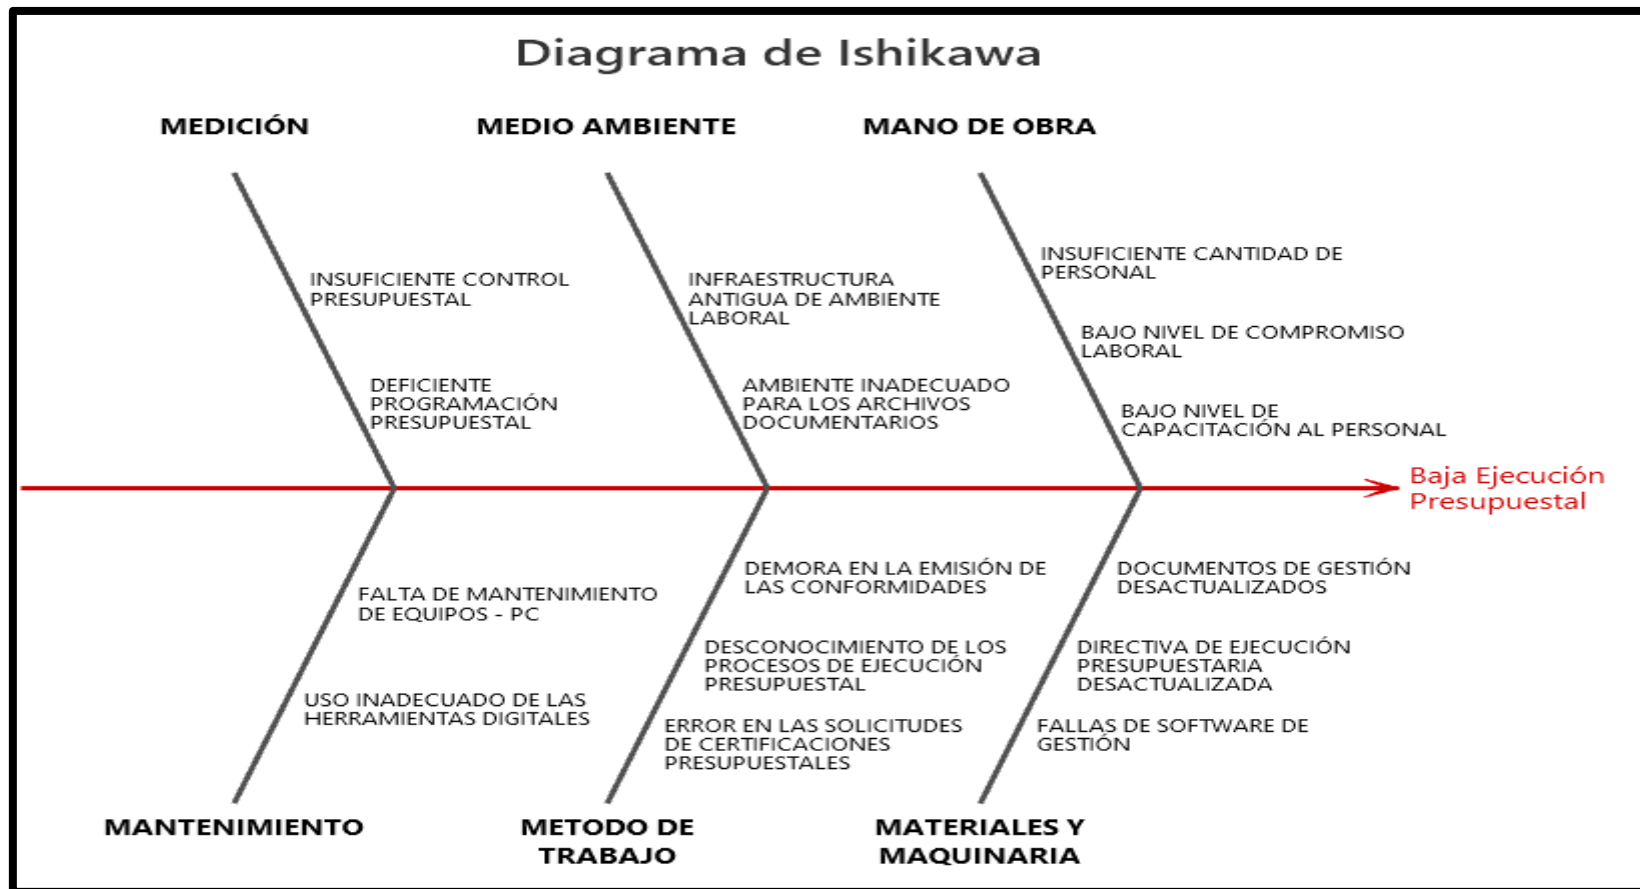 Diagrama de Ishikawa
MEDICIÓN
MEDIO AMBIENTE
MANO DE OBRA
INSUFICIENTE CONTROL
PRESUPUESTAL
DEFICIENTE
PROGRAMACIÓN
PRESUPUESTAL
INFRAESTRUCTURA
ANTIGUA DE AMBIENTE
LABORAL
AMBIENTE INADECUADO
PARA LOS ARCHIVOS
DOCUMENTARIOS
INSUFICIENTE CANTIDAD DE
PERSONAL
BAJO NIVEL DE COMPROMISO
LABORAL
BAJO NIVEL DE
CAPACITACIÓN AL PERSONAL
Baja Ejecución
Presupuestal
FALTA DE MANTENIMIENTO
DE EQUIPOS - PC
USO INADECUADO DE LAS
HERRAMIENTAS DIGITALES
DEMORA EN LA EMISIÓN DE
LAS CONFORMIDADES
DESCONOCIMIENTO DE LOS
PROCESOS DE EJECUCIÓN
PRESUPUESTAL
ERROR EN LAS SOLICITUDES
DE CERTIFICACIONES
PRESUPUESTALES
DOCUMENTOS DE GESTIÓN
DESACTUALIZADOS
DIRECTIVA DE EJECUCIÓN
PRESUPUESTARIA
DESACTUALIZADA
FALLAS DE SOFTWARE DE
GESTIÓN
MANTENIMIENTO
METODO DE
TRABAJO
MATERIALES Y
MAQUINARIA